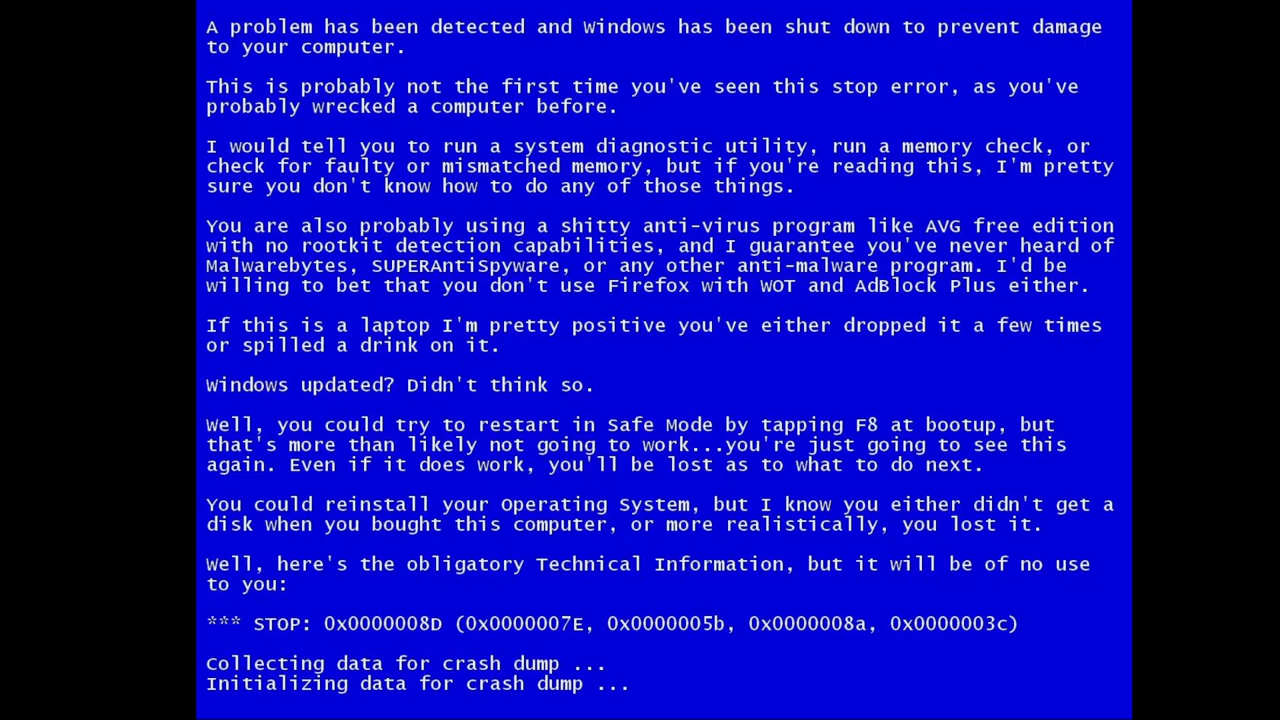 A problem has been detected and Windows has been shut down to prevent damage
to your computer.
This is probably not the first time you've seen this stop error, as you've
probably wrecked a computer before.
I would tell you to run a system diagnostic utility, run a memory check, or
check for faulty or mismatched memory, but if you're reading this, I'm pretty
sure you don't know how to do any of those things.
You are also probably using a shitty anti-virus program like AVG free edition
with no rootkit detection capabilities, and I guarantee you've never heard of
Malwarebytes, SUPERAntiSpyware, or any other anti-malware program. I'd be
willing to bet that you don't use Firefox with WOT and AdBlock Plus either.
If this is a laptop I'm pretty positive you've either dropped it a few times
or spilled a drink on it.
Windows updated? Didn't think so.
Well, you could try to restart in Safe Mode by tapping F8 at bootup, but
that's more than likely not going to work...you're just going to see this
again. Even if it does work, you'll be lost as to what to do next.
You could reinstall your Operating System, but I know you either didn't get a
disk when you bought this computer, or more realistically, you lost it.
Well, here's the obligatory Technical Information, but it will be of no use
to you:
*** STOP: 0x0000008D (0x0000007E, 0x0000005b, 0x0000008a, 0x0000003c)
Collecting data for crash dump ...
Initializing data for crash dump ...